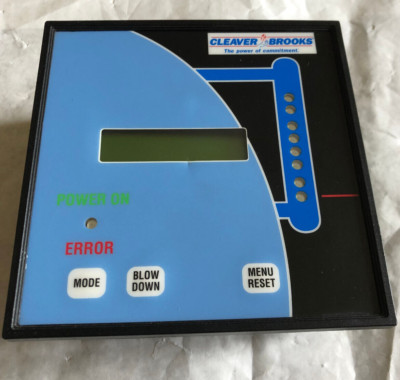 CLEAVER BROOKS
The power of commitment.
POWER ON
ERROR
MODE
BLOW
DOWN
MENU
RESET